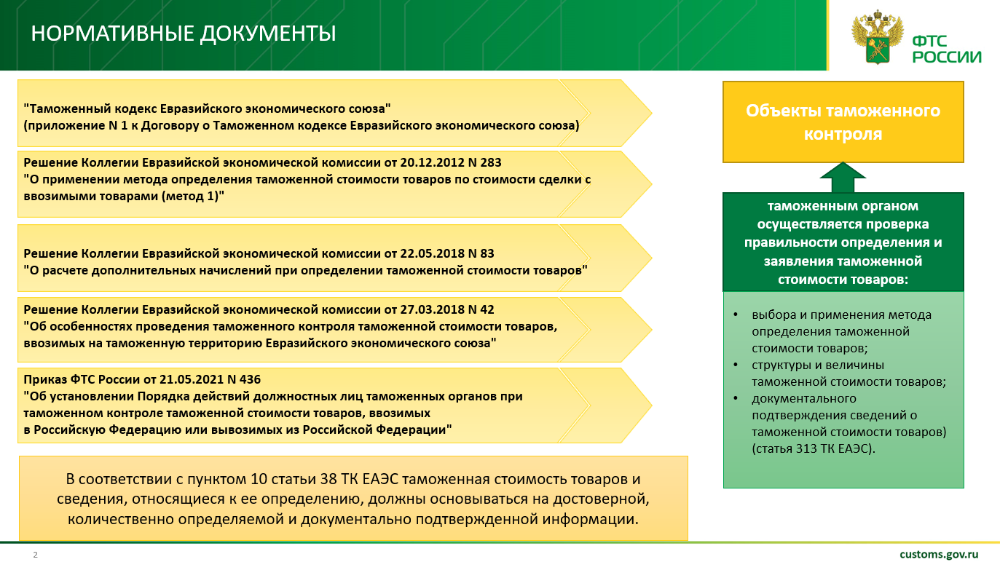 НОРМАТИВНЫЕ ДОКУМЕНТЫ
ФТС
РОССИИ
"Таможенный кодекс Евразийского экономического союза"
(приложение N 1 к Договору о Таможенном кодексе Евразийского экономического союза)
Решение Коллегии Евразийской экономической комиссии от 20.12.2012 N 283
"О применении метода определения таможенной стоимости товаров по стоимости сделки с
ввозимыми товарами (метод 1)"
Решение Коллегии Евразийской экономической комиссии от 22.05.2018 N 83
"О расчете дополнительных начислений при определении таможенной стоимости товаров"
Решение Коллегии Евразийской экономической комиссии от 27.03.2018 N 42
"Об особенностях проведения таможенного контроля таможенной стоимости товаров,
ввозимых на таможенную территорию Евразийского экономического союза"
Приказ ФТС России от 21.05.2021 N 436
"Об установлении Порядка действий должностных лиц таможенных органов при
таможенном контроле таможенной стоимости товаров, ввозимых
в Российскую Федерацию или вывозимых из Российской Федерации"
В соответствии с пунктом 10 статьи 38 ТК ЕАЭС таможенная стоимость товаров и
сведения, относящиеся к ее определению, должны основываться на достоверной,
количественно определяемой и документально подтвержденной информации.
Объекты таможенного
контроля
таможенным органом
осуществляется проверка
правильности определения и
заявления таможенной
стоимости товаров:
• выбора и применения метода
определения таможенной
стоимости товаров;
• структуры и величины
таможенной стоимости товаров;
• документального
подтверждения сведений о
таможенной стоимости товаров)
(статья 313 ТК ЕАЭС).
2
customs.gov.ru